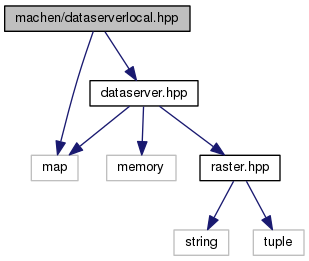 machen/dataserverlocal.hpp
dataserver.hpp
map
memory
raster.hpp
string
tuple